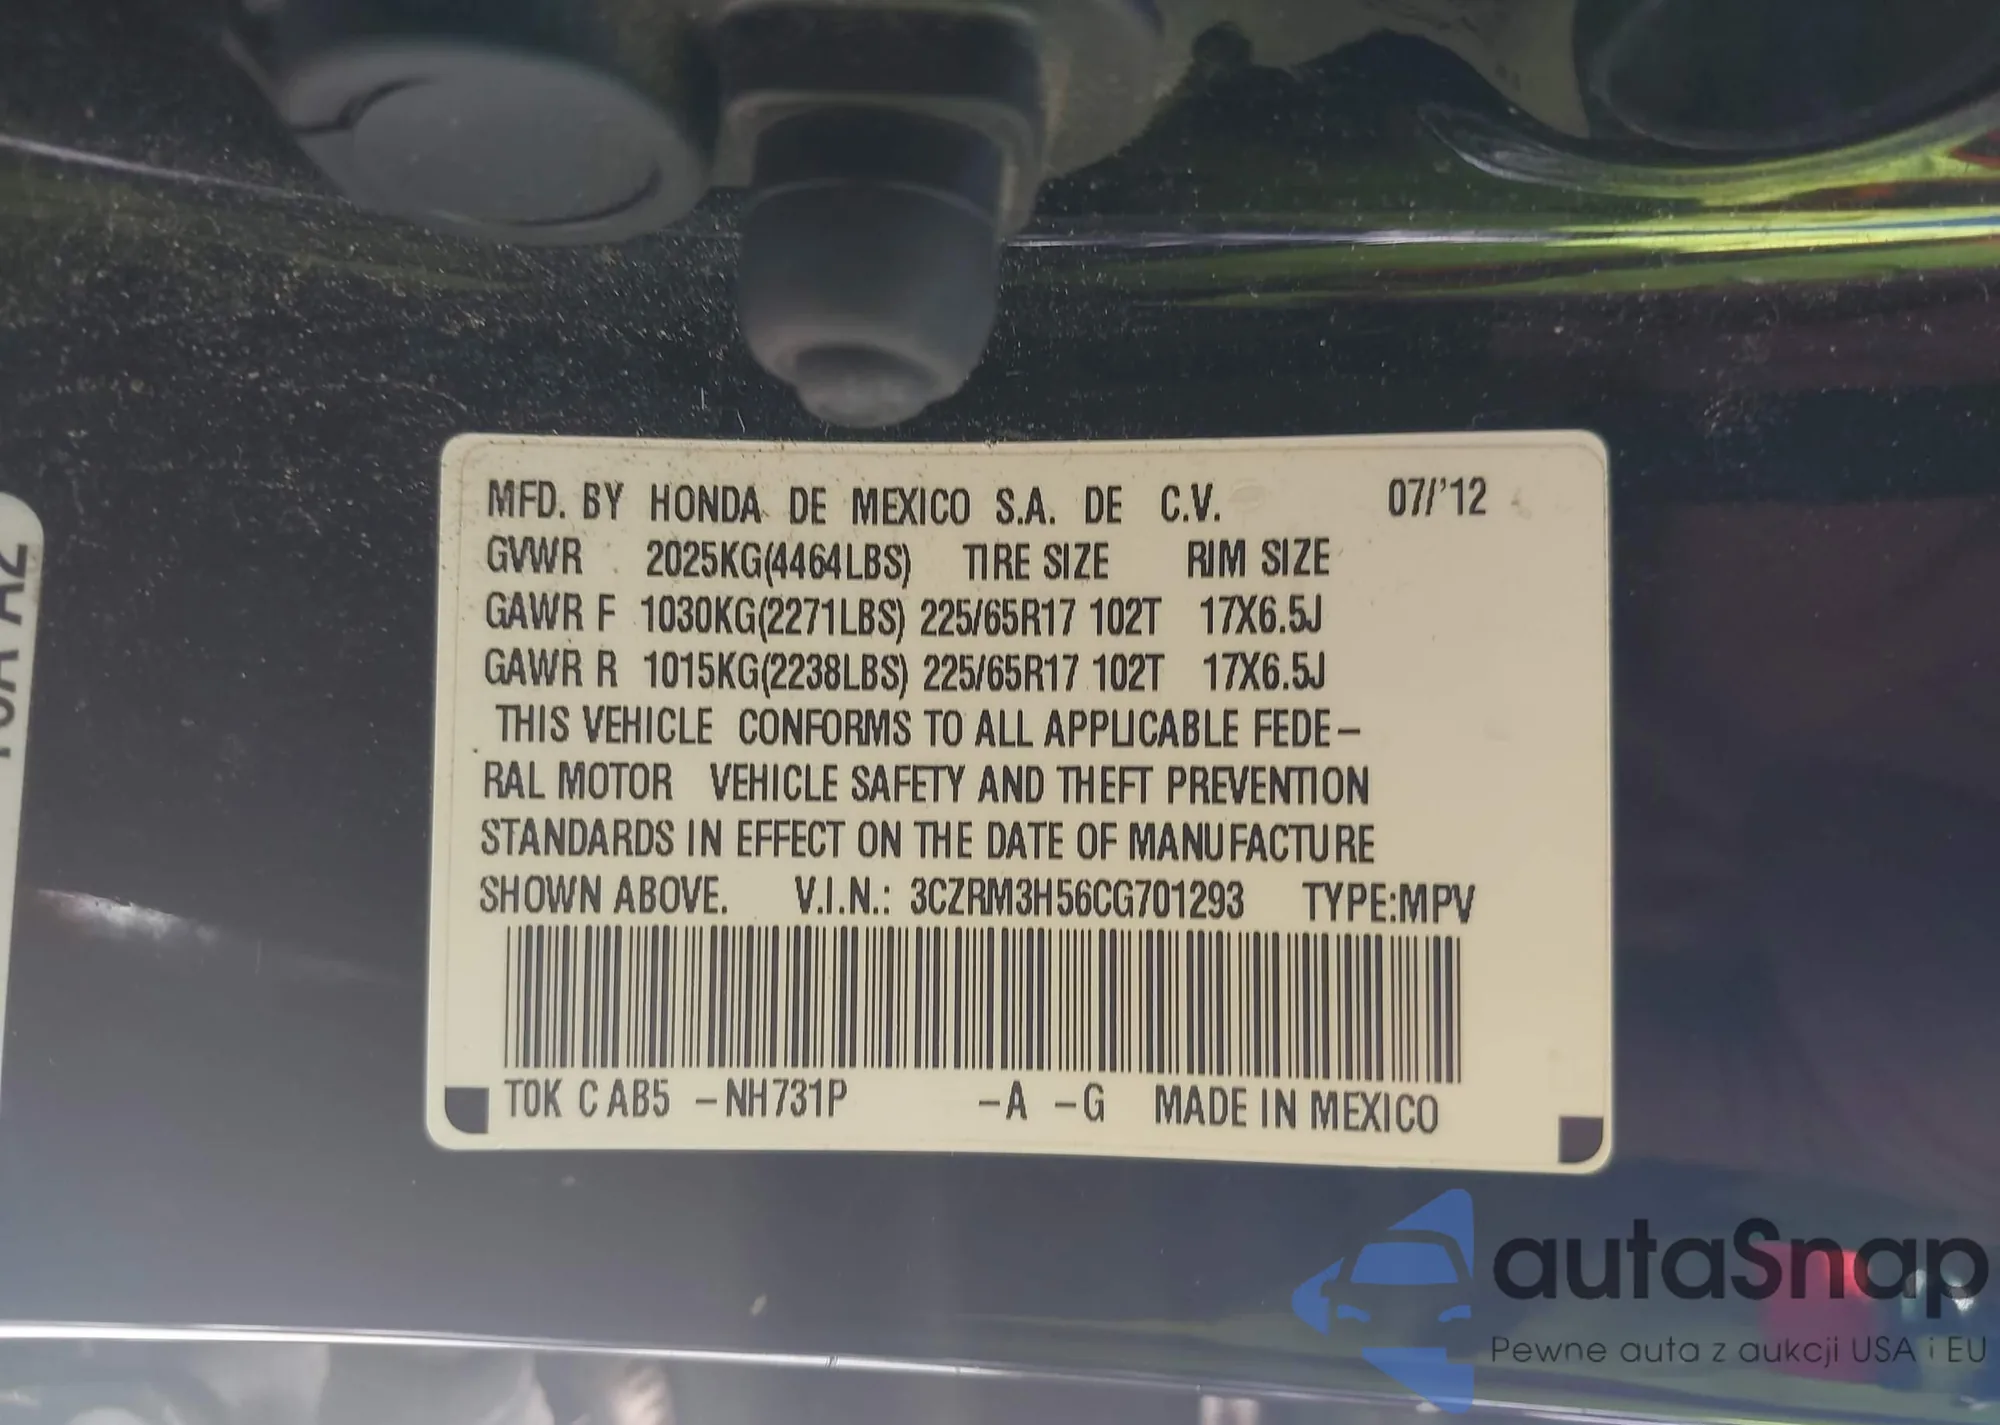 MFD. BY HONDA DE MEXICO S.A. DE C.V. 07/'12
GVWR 2025KG(4464LBS) TIRE SIZE RIM SIZE
GAWR F 1030KG(2271LBS) 225/65R17 102T 17X6.5J
GAWR R 1015KG(2238LBS) 225/65R17 102T 17X6.5J
THIS VEHICLE CONFORMS TO ALL APPLICABLE FEDE-
RAL MOTOR VEHICLE SAFETY AND THEFT PREVENTION
STANDARDS IN EFFECT ON THE DATE OF MANUFACTURE
SHOWN ABOVE. V.I.N.: 3CZRM3H56CG701293 TYPE:MPV
T0K C AB5 -NH731P -A -G MADE IN MEXICO
autaSnap
Pewne auta z aukcji USA i EU